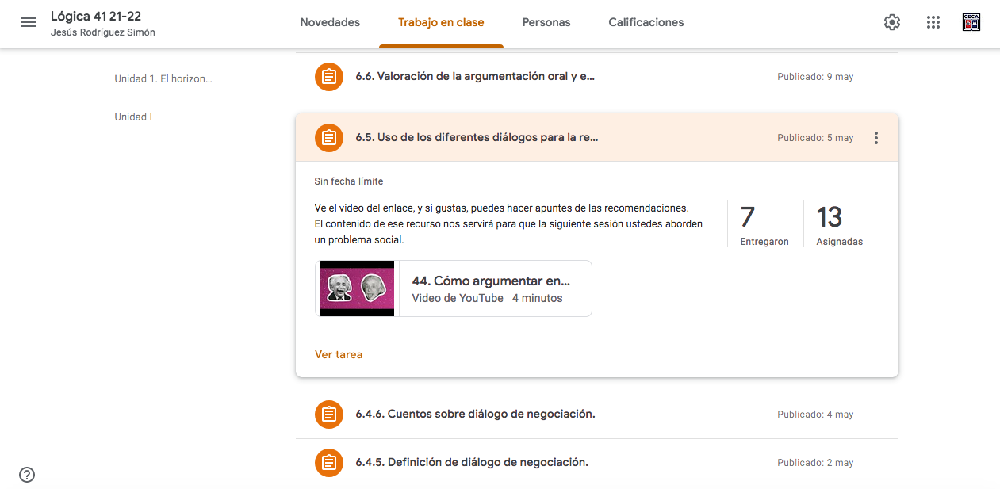 Lógica 41 21-22
Jesús Rodríguez Simón
Novedades
Trabajo en clase
Personas
Calificaciones
CECA
Unidad 1. El horizon...
Unidad I
6.6. Valoración de la argumentación oral y e...
Publicado: 9 may
6.5. Uso de los diferentes diálogos para la re...
Publicado: 5 may
Sin fecha límite
Ve el video del enlace, y si gustas, puedes hacer apuntes de las recomendaciones.
El contenido de ese recurso nos servirá para que la siguiente sesión ustedes aborden
un problema social.
7
Entregaron
13
Asignadas
44. Cómo argumentar en...
Video de YouTube 4 minutos
Ver tarea
6.4.6. Cuentos sobre diálogo de negociación.
Publicado: 4 may
6.4.5. Definición de diálogo de negociación.
Publicado: 2 may